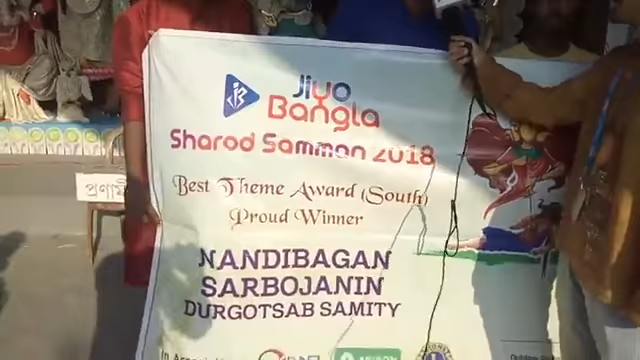 Jiyo
Bangla
Sharod Samman 2018
Best Theme Award (South)
Proud Winner
NANDIBAGAN
SARBOJANIN
DURGOTSAB SAMITY
প্রণামী